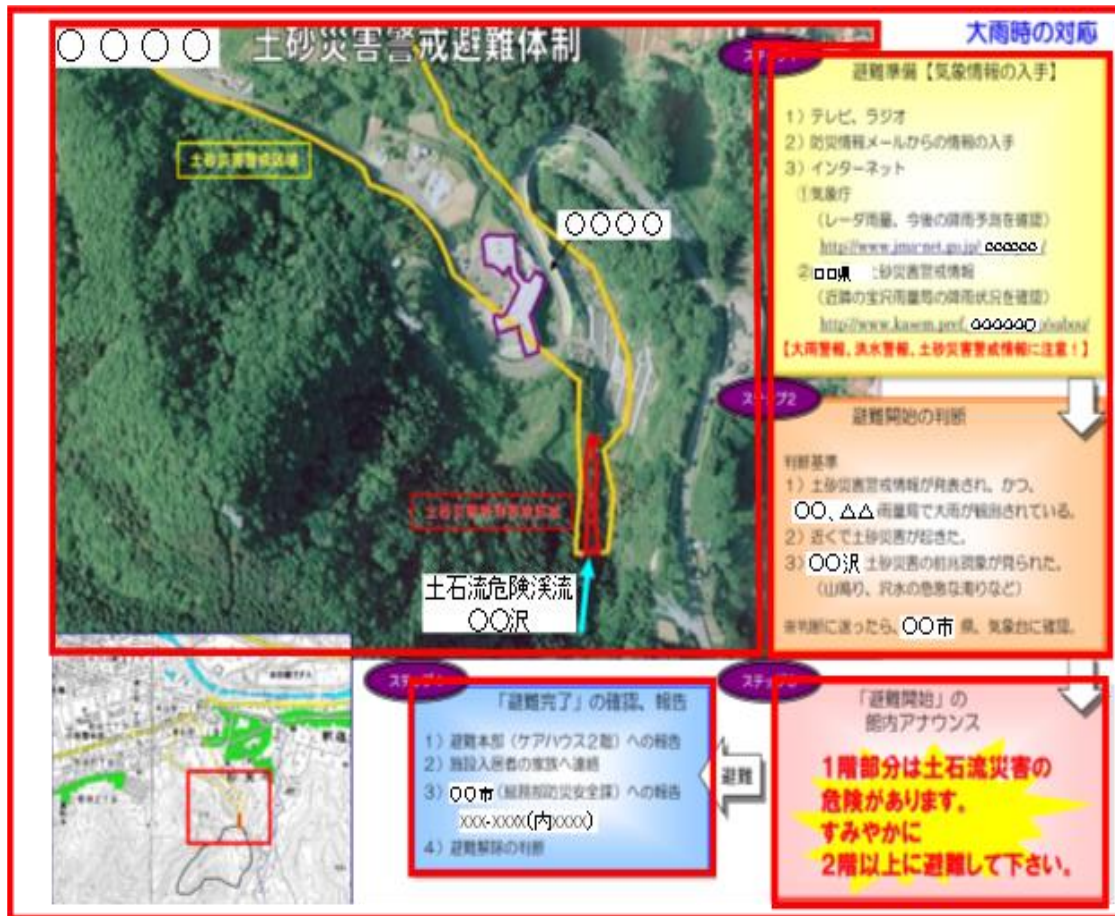 大雨時の対応
〇〇〇〇 土砂災害警戒避難体制
避難準備【気象情報の入手】
1）テレビ、ラジオ
2）防災情報メールからの情報の入手
3）インターネット
①気象庁
（レーダ雨量、今後の降雨予測を確認）
②□□県 土砂災害警戒情報
（近隣の宝沢雨量局の降雨状況を確認）
【大雨警報、洪水警報、土砂災害警戒情報に注意！】
土砂災害警戒区域
〇〇〇〇
土石流危険渓流
〇〇沢
ステップ2
避難開始の判断
判断基準
1）土砂災害警戒情報が発表され、かつ、
〇〇、△△ 雨量局で大雨が観測されている。
2）近くで土砂災害が起きた。
3）〇〇沢 土砂災害の前兆現象が見られた。
（山鳴り、沢水の急激な濁りなど）
※判断に迷ったら、〇〇市 県、気象台に確認。
「避難開始」の
館内アナウンス
1階部分は土石流災害の
危険があります。
すみやかに
2階以上に避難して下さい。
避難
「避難完了」の確認、報告
1）避難本部（ケアハウス2階）への報告
2）施設入居者の家族へ連絡
3）〇〇市（総務部防災安全課）への報告
xxx-xxxx(内xxxx)
4）避難解除の判断